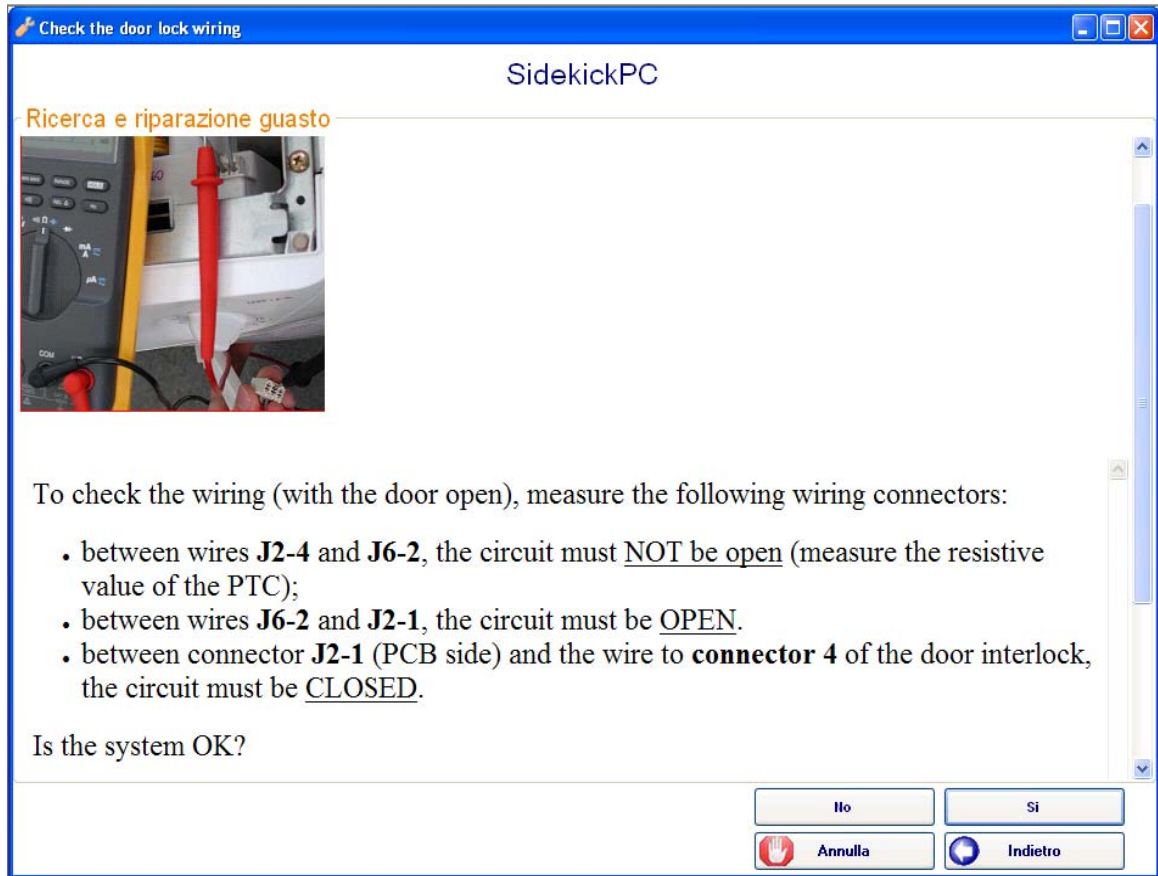 Check the door lock wiring
SidekickPC
Ricerca e riparazione guasto
To check the wiring (with the door open), measure the following wiring connectors:
• between wires J2-4 and J6-2, the circuit must NOT be open (measure the resistive
value of the PTC);
• between wires J6-2 and J2-1, the circuit must be OPEN.
• between connector J2-1 (PCB side) and the wire to connector 4 of the door interlock,
the circuit must be CLOSED.
Is the system OK?
No
Si
Annulla
Indietro